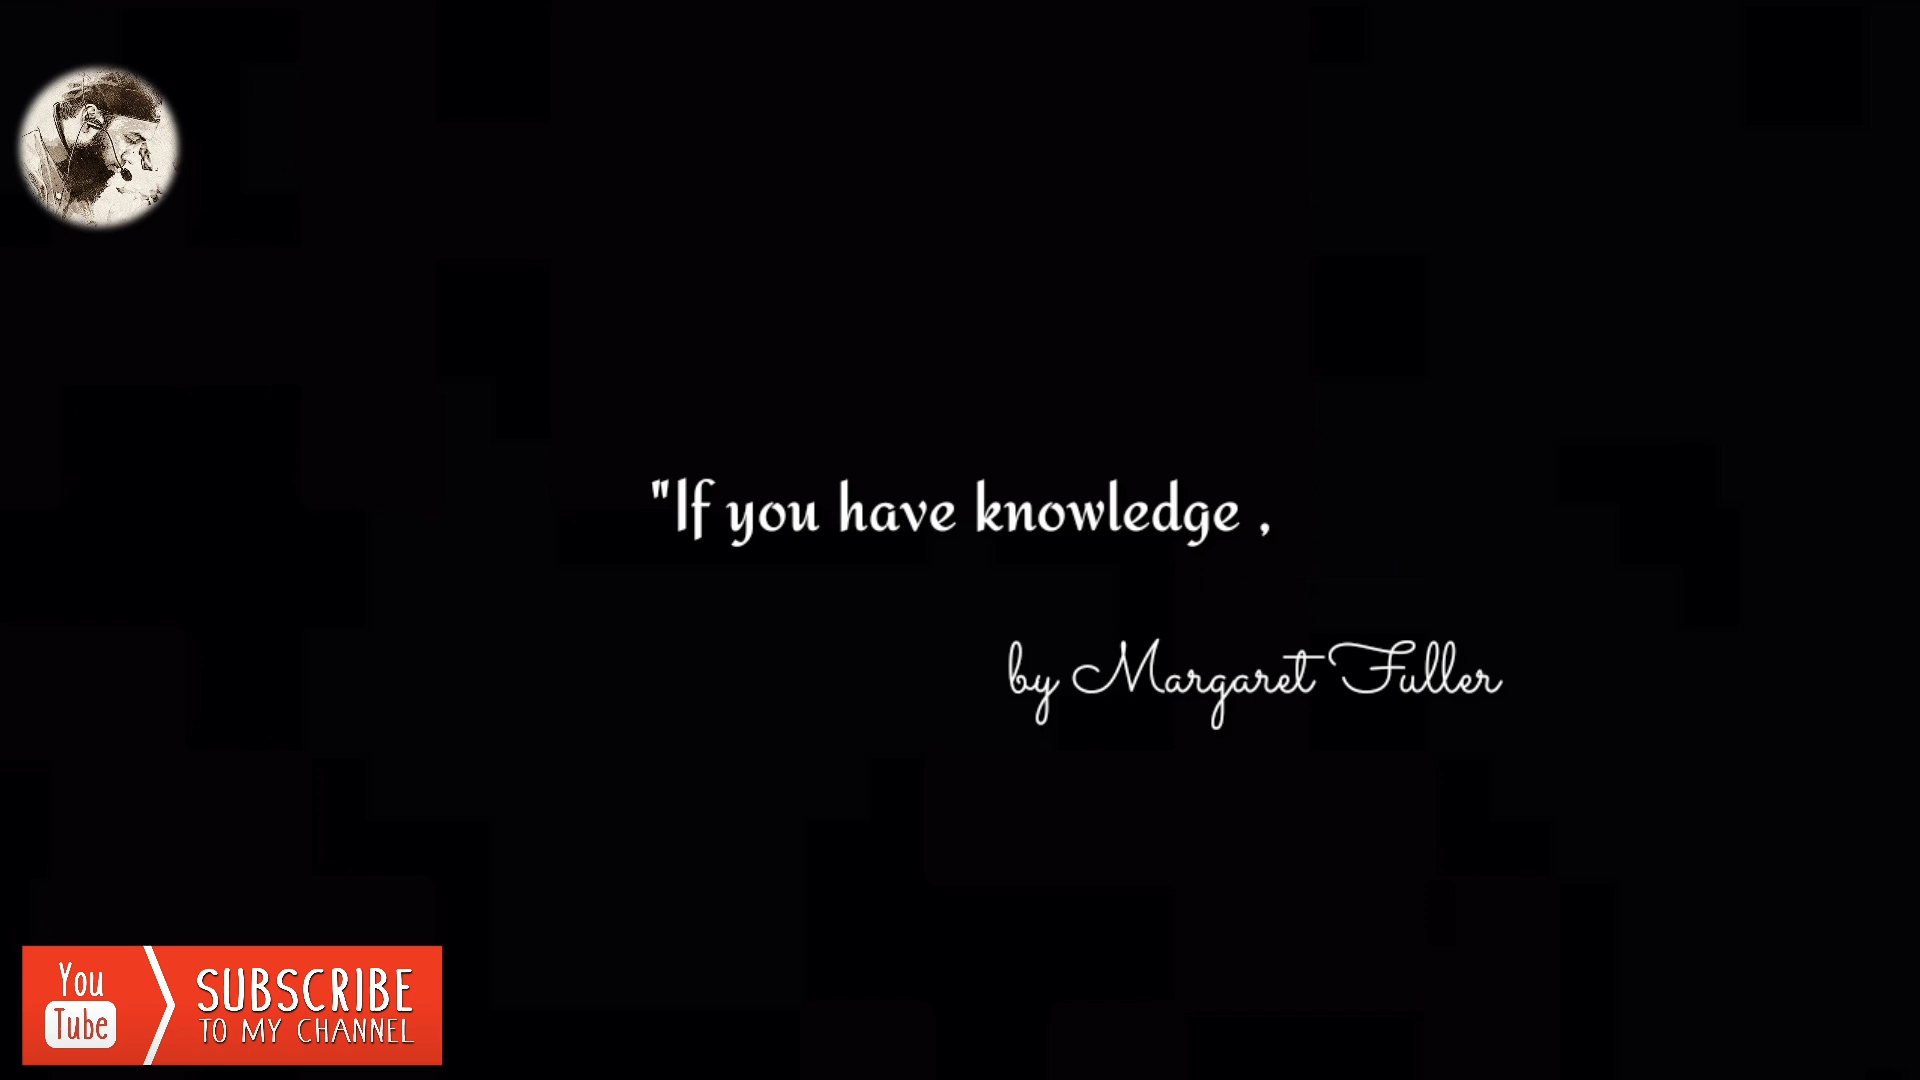 "If you have knowledge ,
by Margaret Fuller
You
Tube
SUBSCRIBE
TO MY CHANNEL